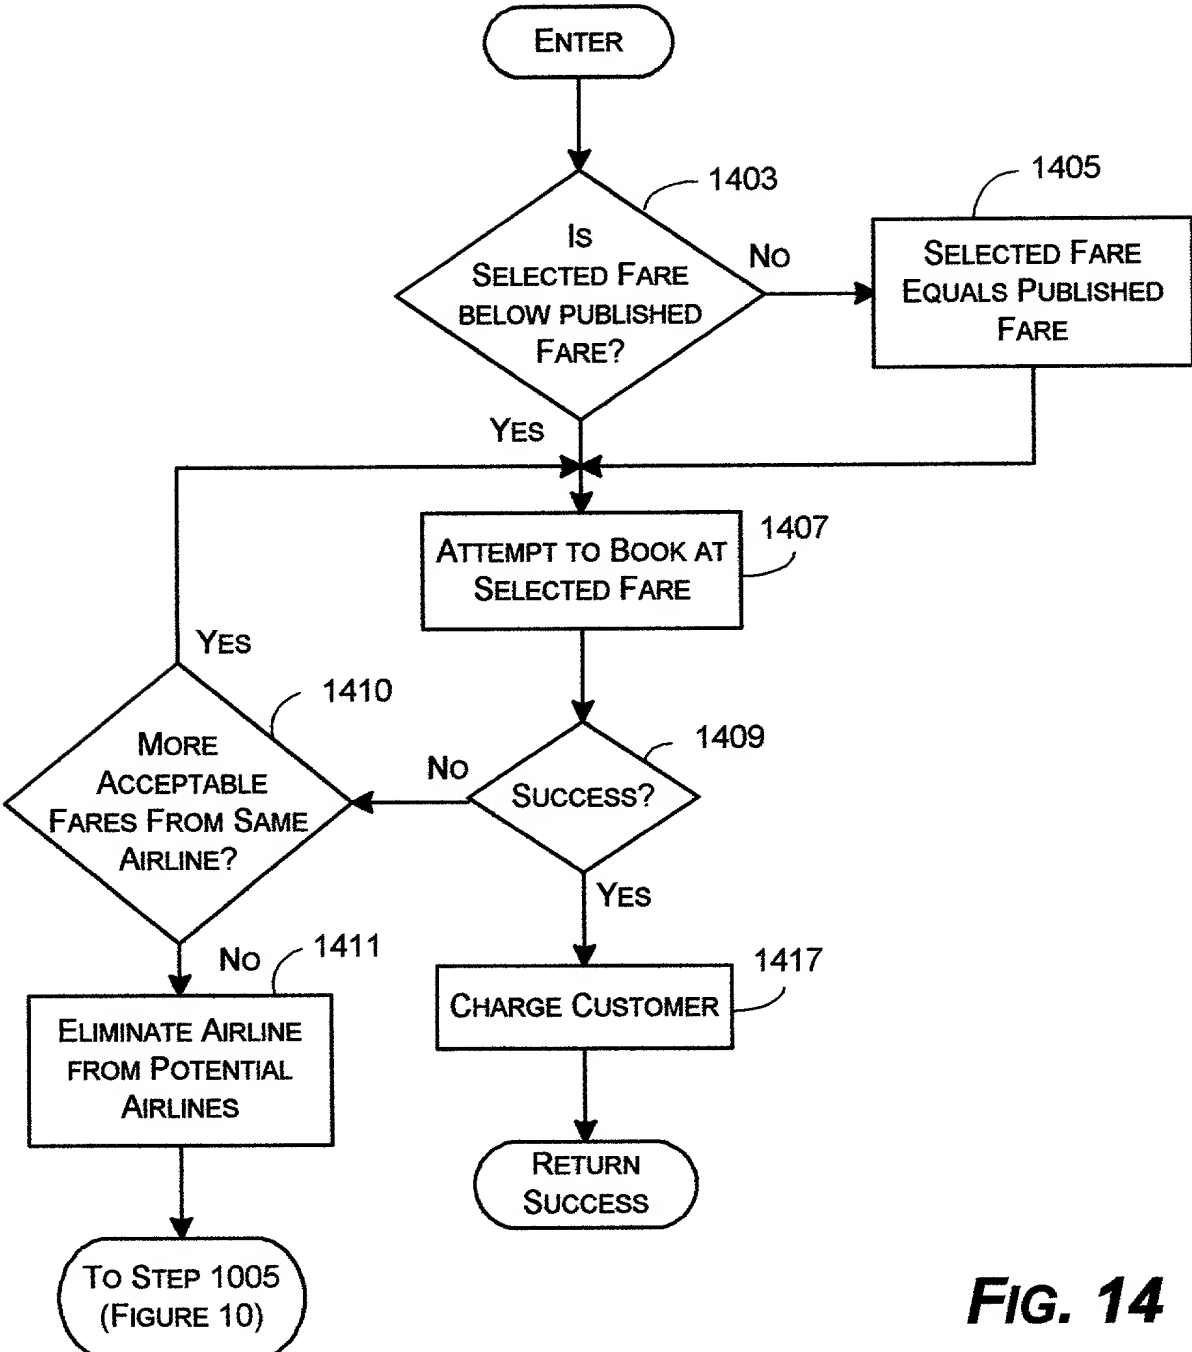 ENTER
1403
1405
IS
SELECTED FARE
BELOW PUBLISHED
FARE?
NO
SELECTED FARE
EQUALS PUBLISHED
FARE
YES
ATTEMPT TO BOOK AT
SELECTED FARE
1407
YES
1410
MORE
ACCEPTABLE
FARES FROM SAME
AIRLINE?
NO
SUCCESS?
1409
YES
NO
1411
ELIMINATE AIRLINE
FROM POTENTIAL
AIRLINES
CHARGE CUSTOMER
1417
RETURN
SUCCESS
TO STEP 1005
(FIGURE 10)
FIG. 14